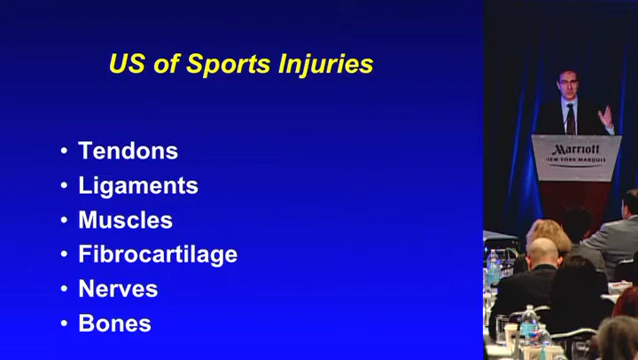 US of Sports Injuries
• Tendons
• Ligaments
• Muscles
• Fibrocartilage
• Nerves
• Bones
Marriott
NEW YORK MARQUIS